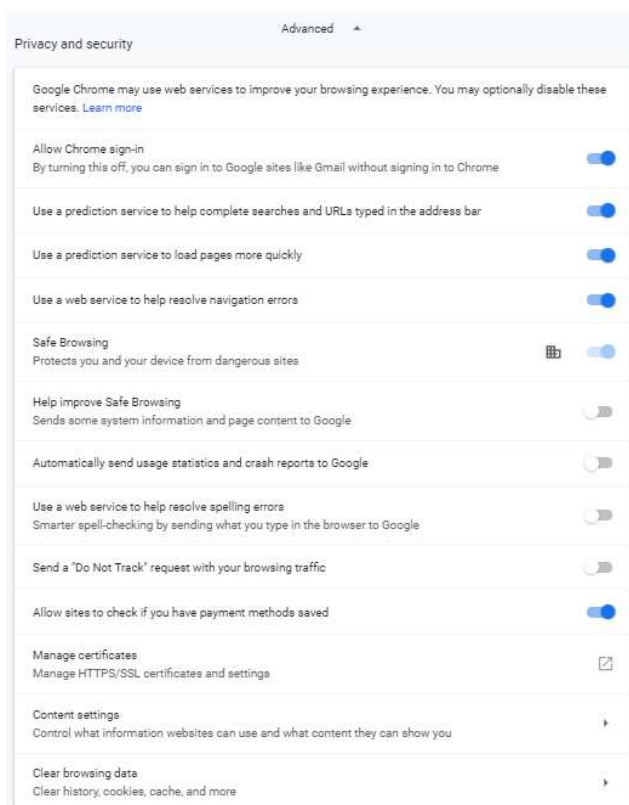 Advanced
Privacy and security
Google Chrome may use web services to improve your browsing experience. You may optionally disable these
services. Learn more
Allow Chrome sign-in
By turning this off, you can sign in to Google sites like Gmail without signing in to Chrome
Use a prediction service to help complete searches and URLs typed in the address bar
Use a prediction service to load pages more quickly
Use a web service to help resolve navigation errors
Safe Browsing
Protects you and your device from dangerous sites
Help improve Safe Browsing
Sends some system information and page content to Google
Automatically send usage statistics and crash reports to Google
Use a web service to help resolve spelling errors
Smarter spell-checking by sending what you type in the browser to Google
Send a "Do Not Track" request with your browsing traffic
Allow sites to check if you have payment methods saved
Manage certificates
Manage HTTPS/SSL certificates and settings
Content settings
Control what information websites can use and what content they can show you
Clear browsing data
Clear history, cookies, cache, and more